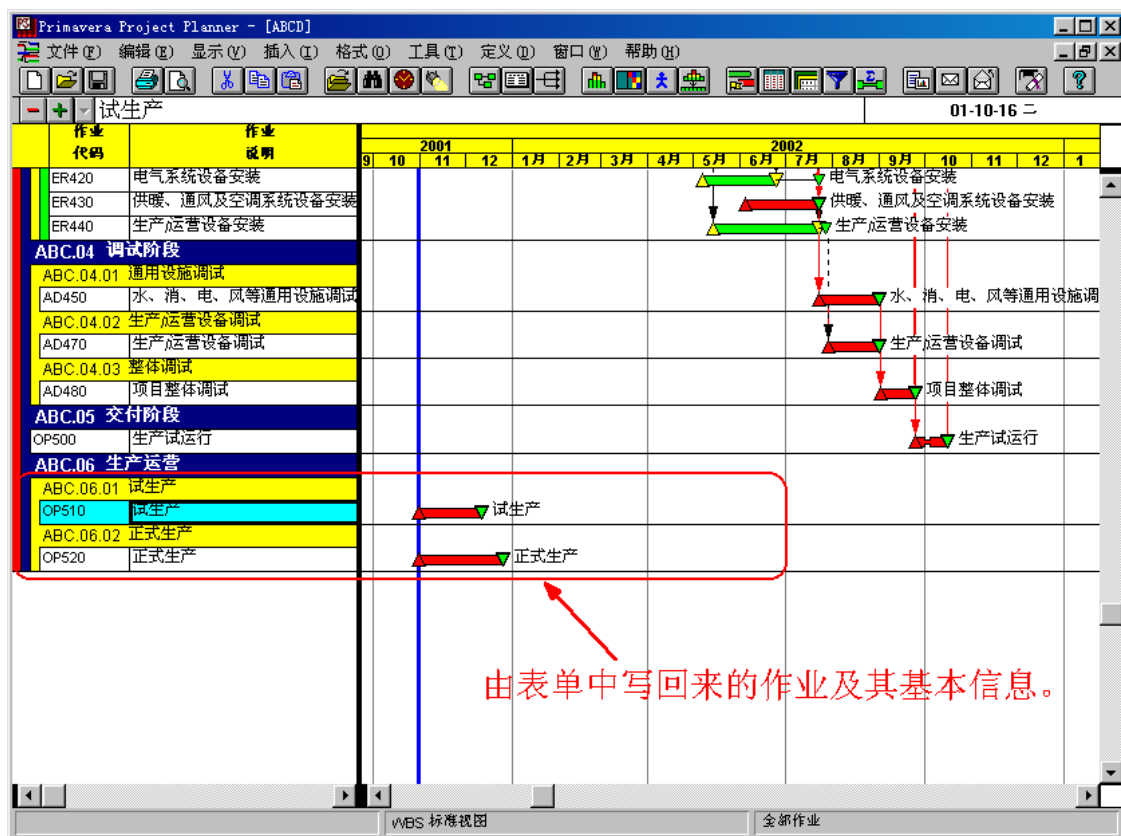 Primavera Project Planner - [ABCD]
文件(F) 编辑(E) 显示(V) 插入(I) 格式(O) 工具(T) 定义(D) 窗口(W) 帮助(H)
试生产 01-10-16 二
作业代码 作业说明
2001 2002
9 10 11 12 1月 2月 3月 4月 5月 6月 7月 8月 9月 10 11 12 1
ER420 电气系统设备安装 电气系统设备安装
ER430 供暖、通风及空调系统设备安装 供暖、通风及空调系统设备安装
ER440 生产/运营设备安装 生产/运营设备安装
ABC.04 调试阶段
ABC.04.01 通用设施调试
AD450 水、消、电、风等通用设施调试 水、消、电、风等通用设施调
ABC.04.02 生产/运营设备调试
AD470 生产/运营设备调试 生产/运营设备调试
ABC.04.03 整体调试
AD480 项目整体调试 项目整体调试
ABC.05 交付阶段
OP500 生产试运行 生产试运行
ABC.06 生产运营
ABC.06.01 试生产
OP510 试生产 试生产
ABC.06.02 正式生产
OP520 正式生产 正式生产
由表单中写回来的作业及其基本信息。
WBS 标准视图 全部作业